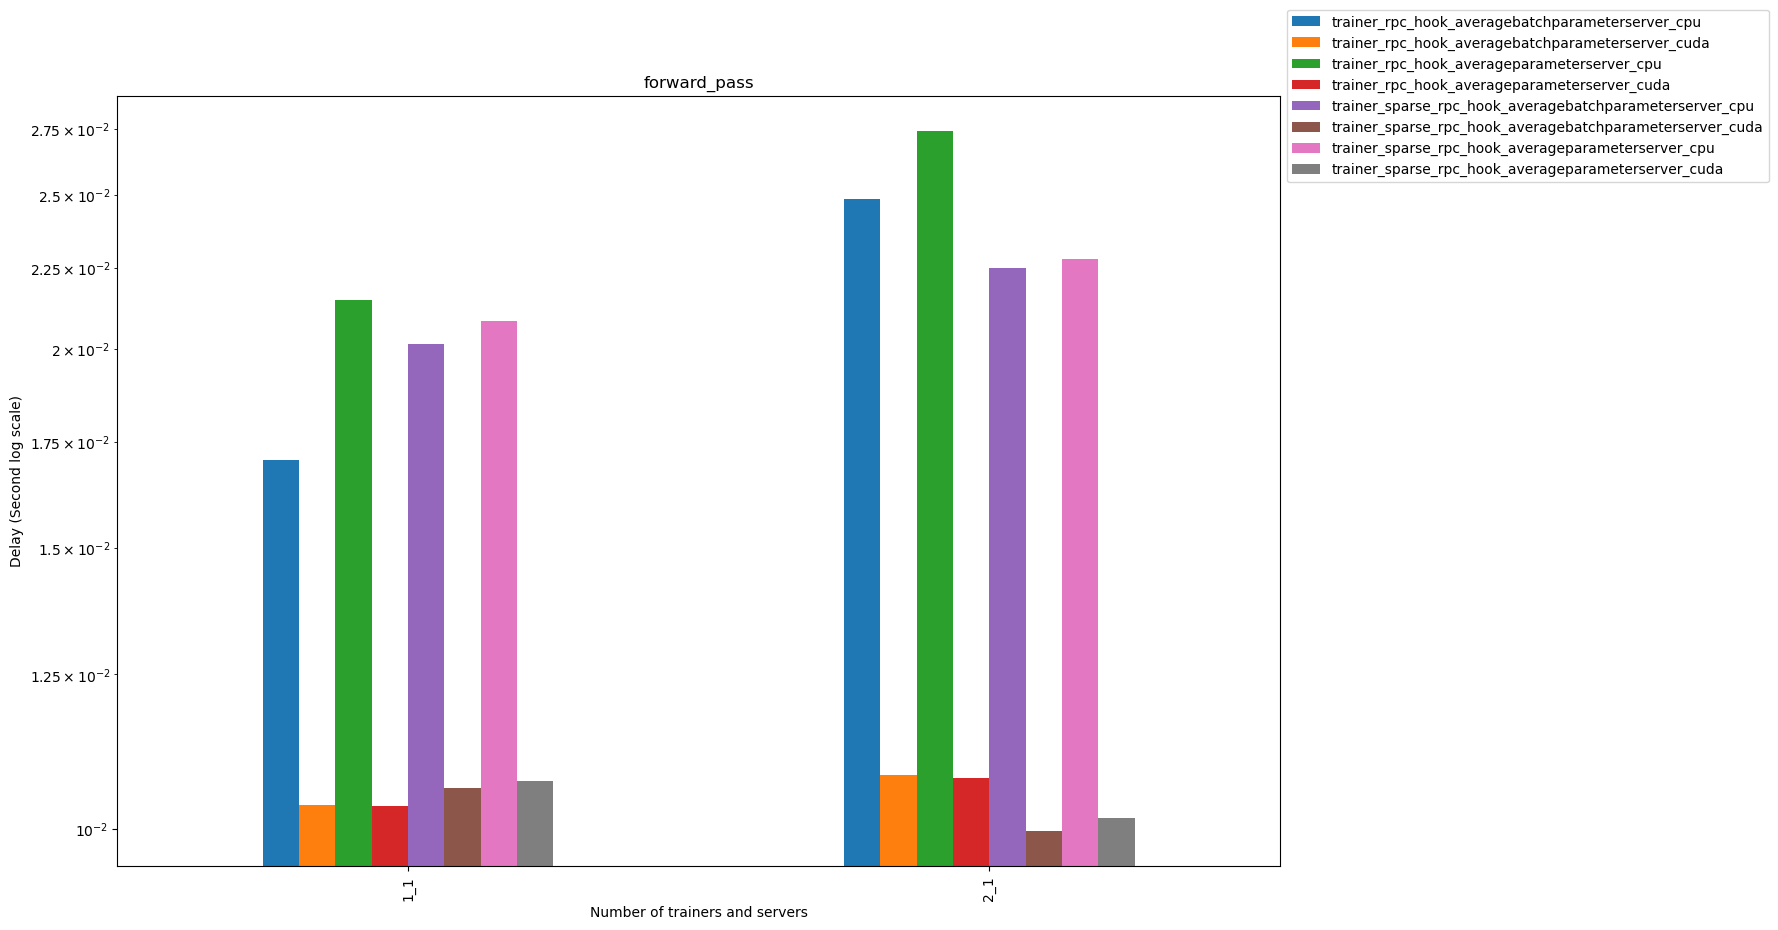 trainer_rpc_hook_averagebatchparameterserver_cpu
trainer_rpc_hook_averagebatchparameterserver_cuda
trainer_rpc_hook_averageparameterserver_cpu
trainer_rpc_hook_averageparameterserver_cuda
trainer_sparse_rpc_hook_averagebatchparameterserver_cpu
trainer_sparse_rpc_hook_averagebatchparameterserver_cuda
trainer_sparse_rpc_hook_averageparameterserver_cpu
trainer_sparse_rpc_hook_averageparameterserver_cuda
forward_pass
2.75 × 10⁻²
2.5 × 10⁻²
2.25 × 10⁻²
2 × 10⁻²
1.75 × 10⁻²
1.5 × 10⁻²
1.25 × 10⁻²
10⁻²
Delay (Second log scale)
1_1
2_1
Number of trainers and servers